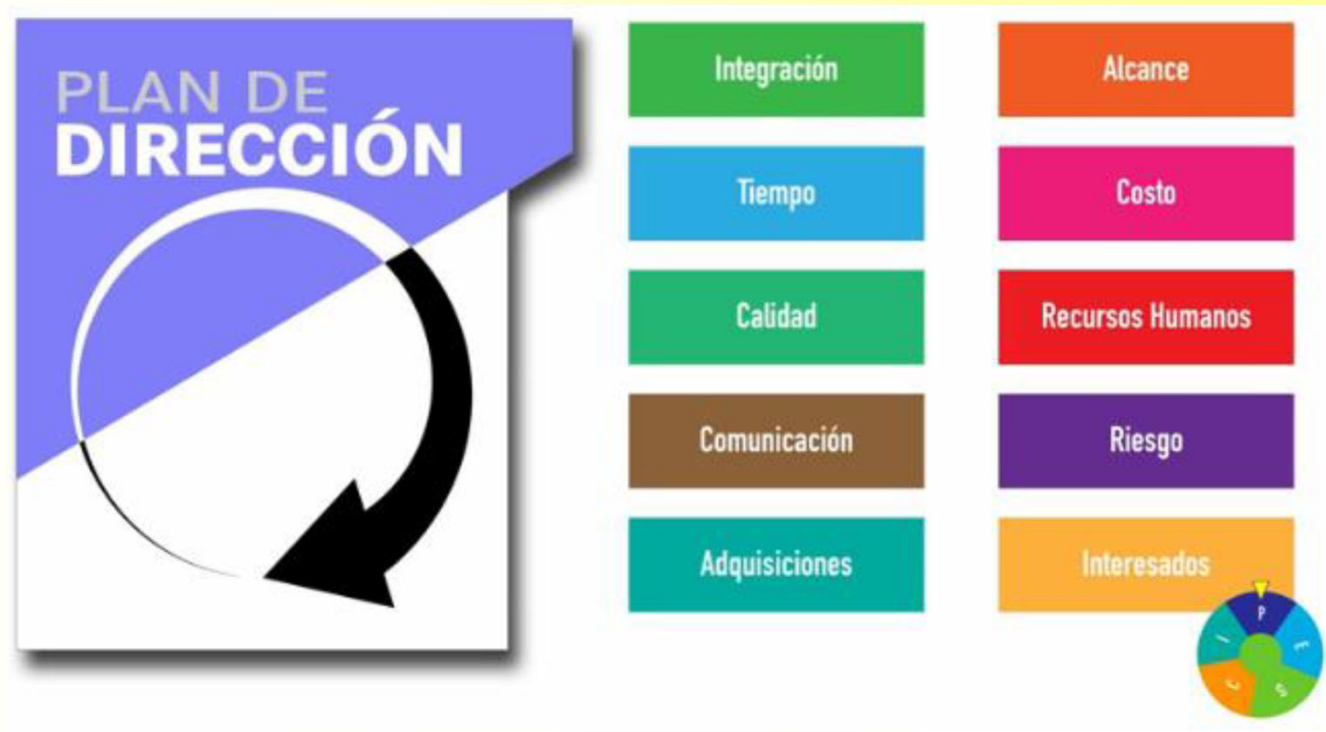 PLAN DE
DIRECCIÓN
Integración
Alcance
Tiempo
Costo
Calidad
Recursos Humanos
Comunicación
Riesgo
Adquisiciones
Interesados
P
E
S
C
I